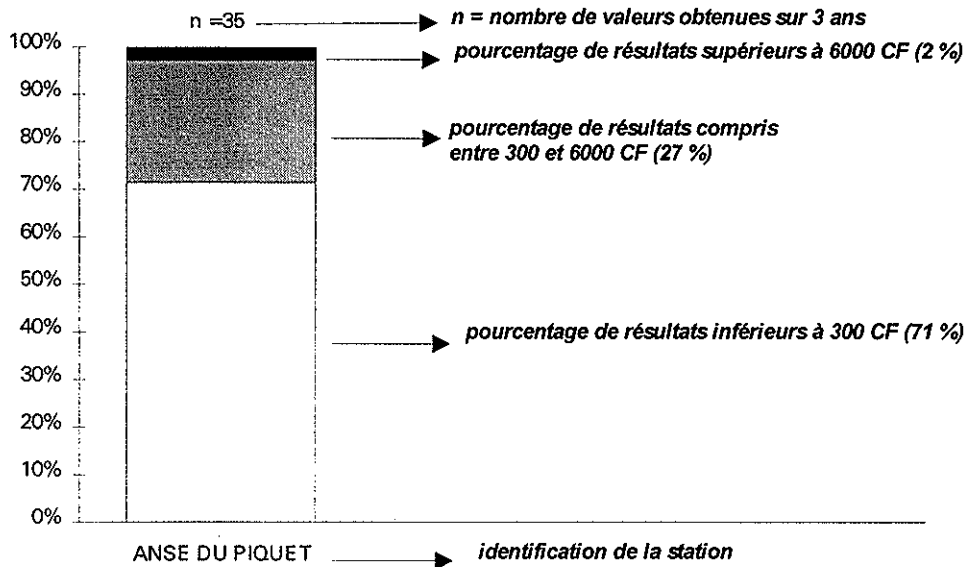 n =35
n = nombre de valeurs obtenues sur 3 ans
100%
pourcentage de résultats supérieurs à 6000 CF (2 %)
90%
80%
pourcentage de résultats compris
entre 300 et 6000 CF (27 %)
70%
60%
50%
40%
pourcentage de résultats inférieurs à 300 CF (71 %)
30%
20%
10%
0%
ANSE DU PIQUET
identification de la station